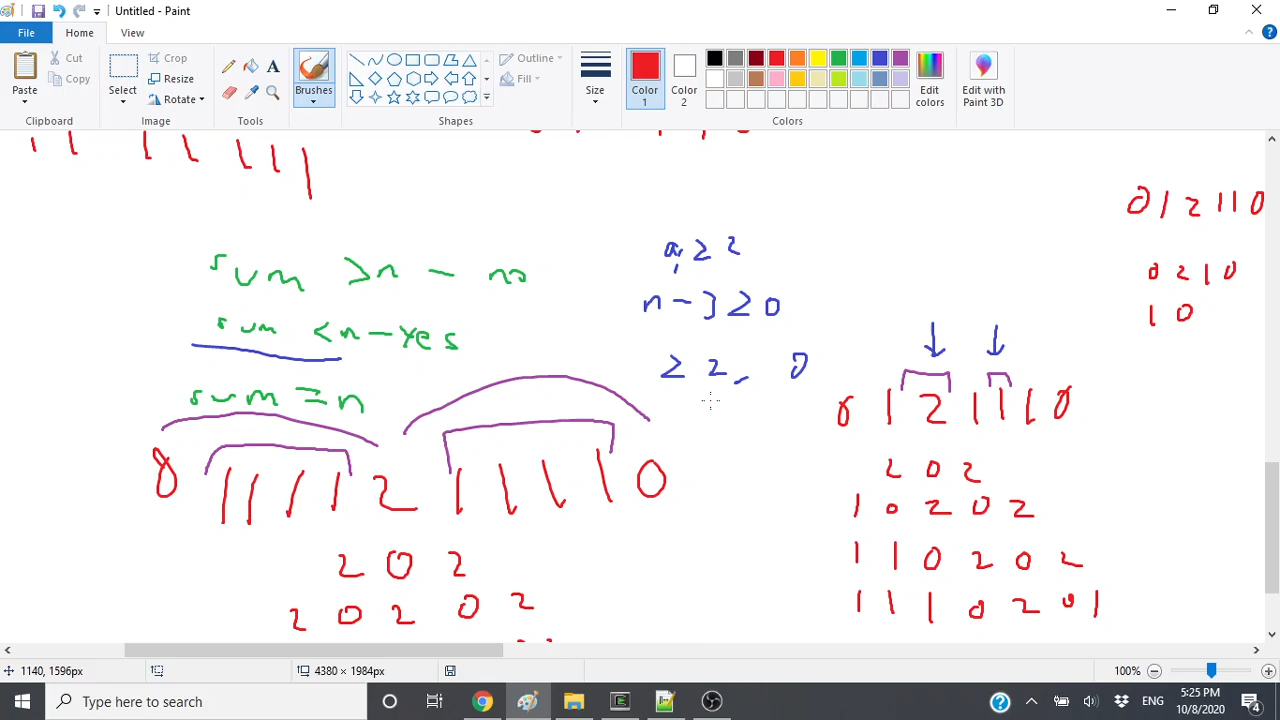 Untitled - Paint
File Home View
Paste
Cut
Copy
Clipboard
Select
Crop
Resize
Rotate
Image
Tools
Brushes
Outline
Fill
Shapes
Size
Color 1
Color 2
Edit colors
Colors
Edit with Paint 3D
0 1 2 1 1 0
sum > n - no
sum < n - Yes
sum = n
a, ≥ 2
n - 3 ≥ 0
≥ 2, 0
0 2 1 0
1 0
0 1 1 1 1 2 1 1 1 1 0
2 0 2
2 0 2 0 2
0 1 2 1 1 1 0
2 0 2
1 0 2 0 2
1 1 0 2 0 2
1 1 1 0 2 0 1
1140, 1596px
4380 × 1984px
100%
Type here to search
5:25 PM
10/8/2020
4